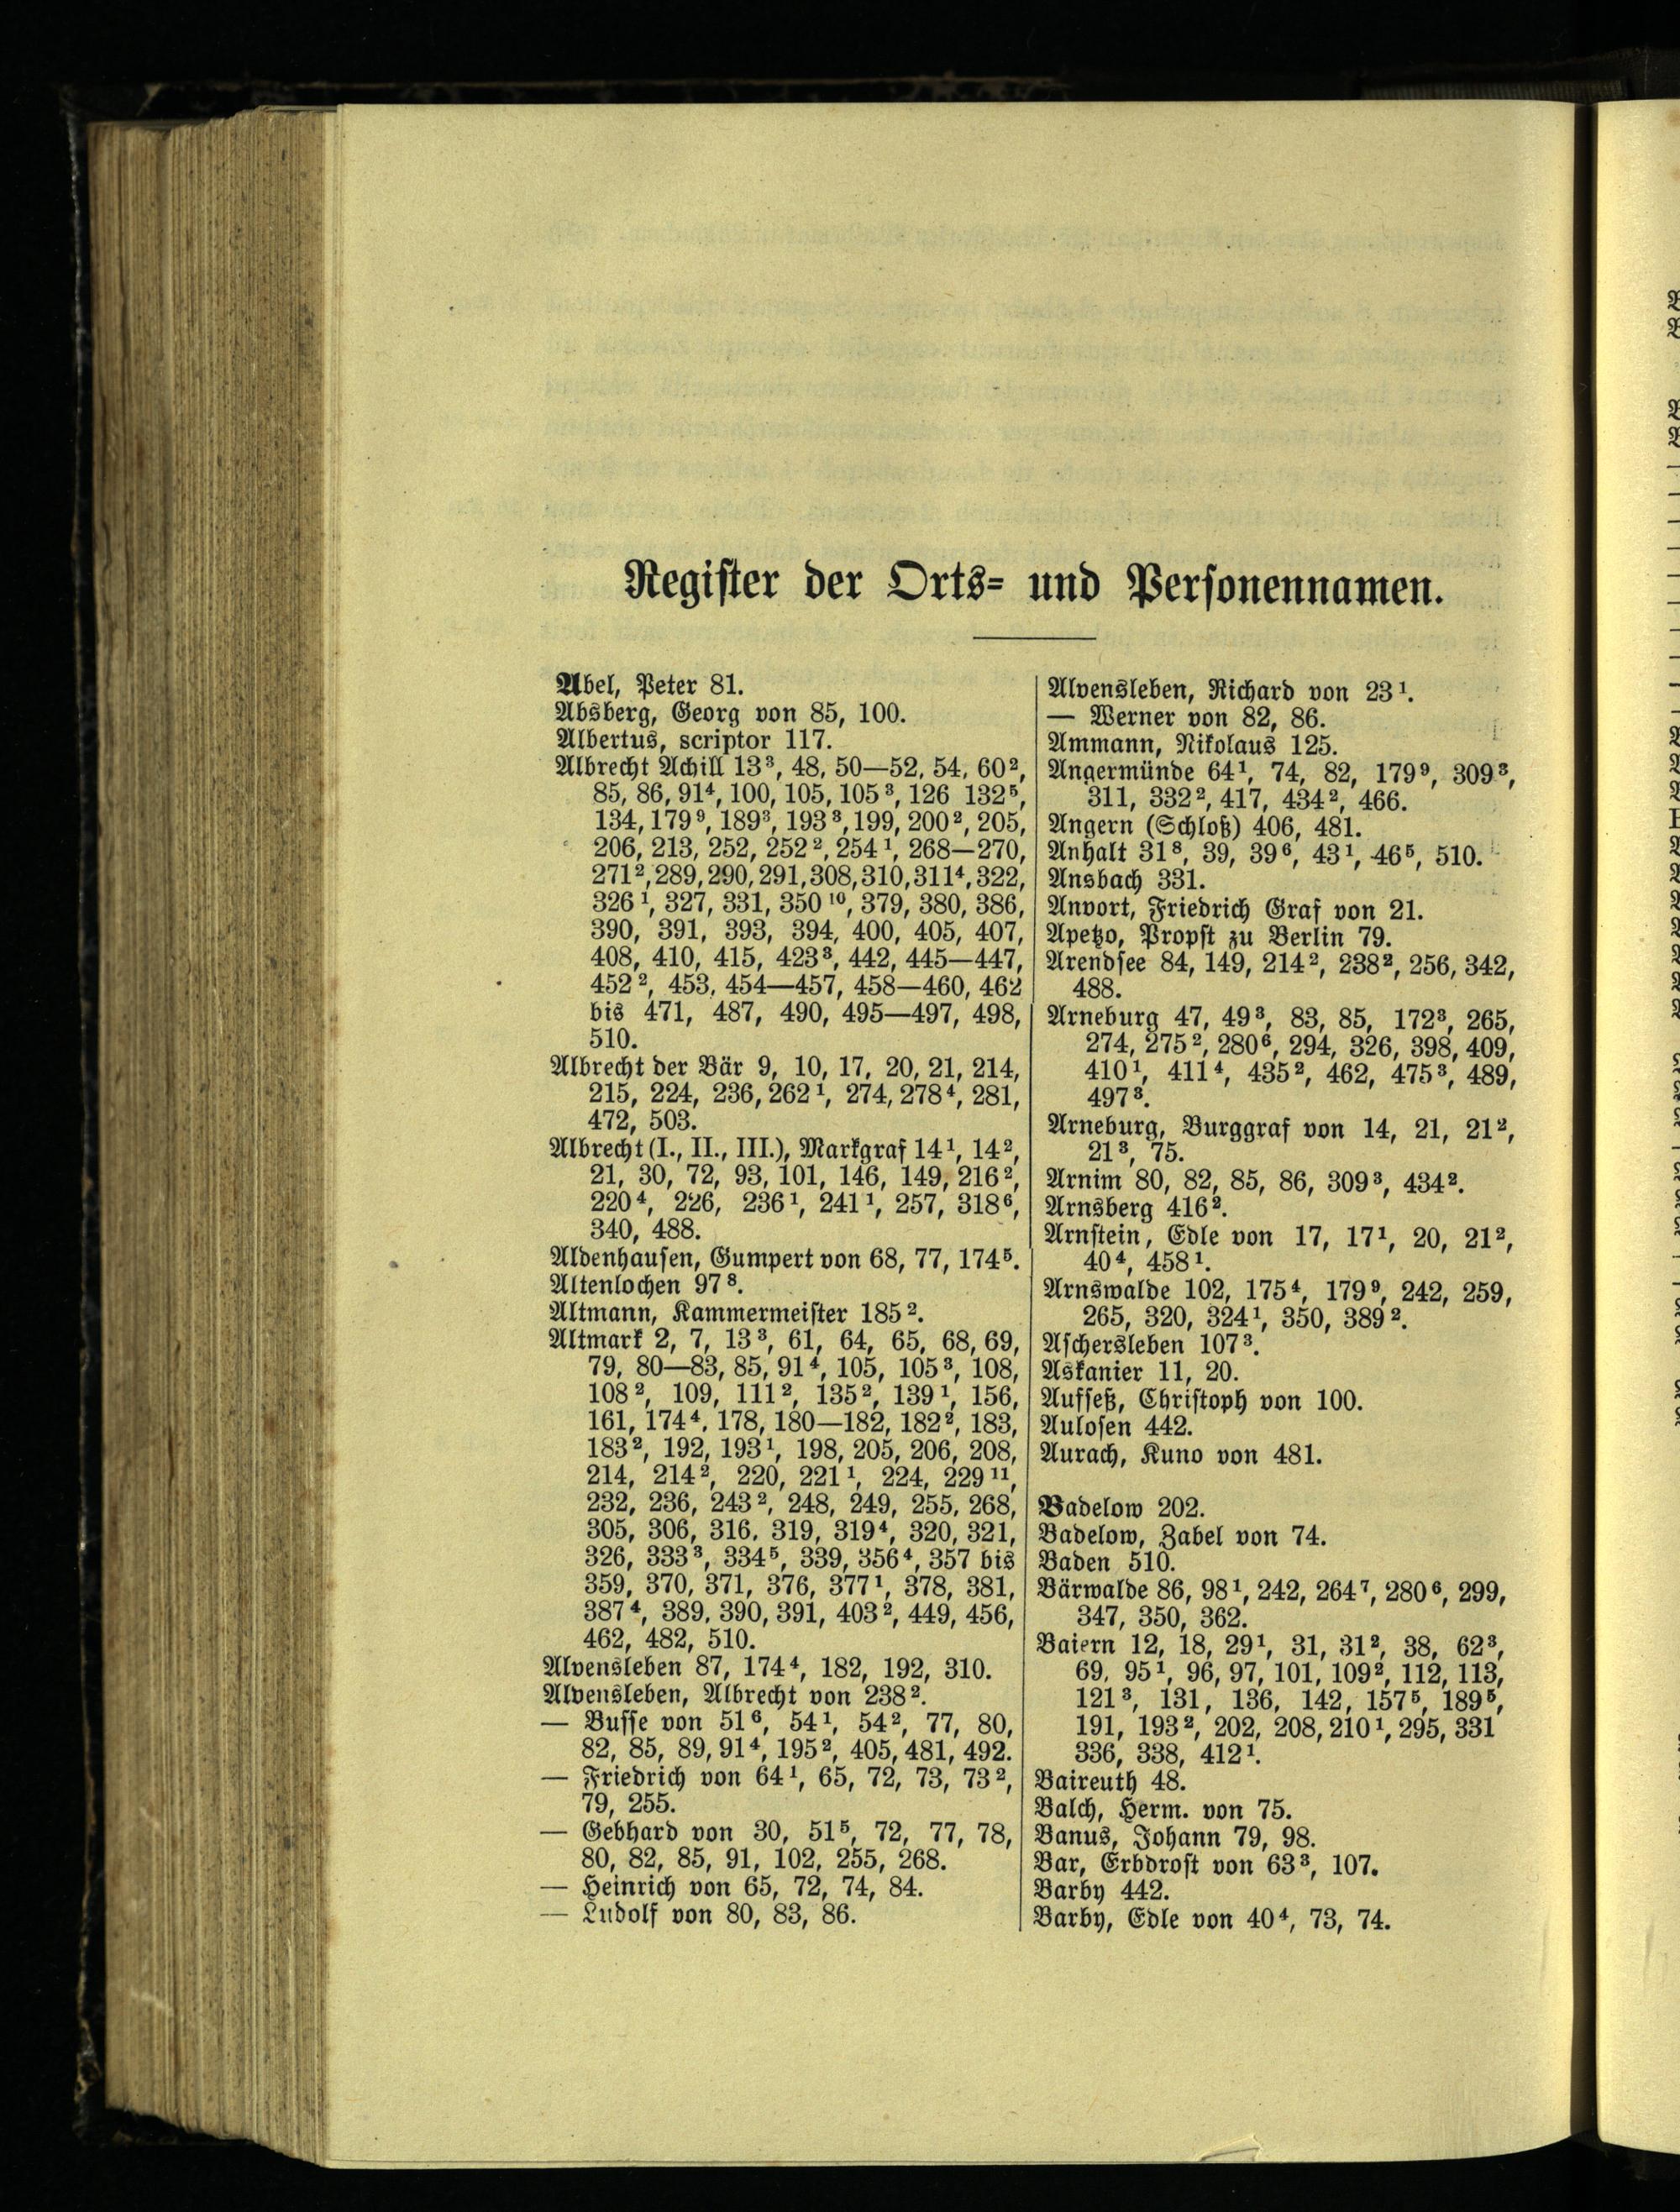 Register der Orts- und Personennamen.
Abel, Peter 81.
Absberg, Georg von 85, 100.
Albertus, scriptor 117.
Albrecht Achill 13³, 48, 50—52, 54, 60²,
85, 86, 91⁴, 100, 105, 105³, 126 132⁵,
134, 179⁹, 189³, 193³, 199, 200², 205,
206, 213, 252, 252², 254¹, 268—270,
271², 289, 290, 291, 308, 310, 311⁴, 322,
326¹, 327, 331, 350¹⁰, 379, 380, 386,
390, 391, 393, 394, 400, 405, 407,
408, 410, 415, 423³, 442, 445—447,
452², 453, 454—457, 458—460, 462
bis 471, 487, 490, 495—497, 498,
510.
Albrecht der Bär 9, 10, 17, 20, 21, 214,
215, 224, 236, 262¹, 274, 278⁴, 281,
472, 503.
Albrecht (I., II., III.), Markgraf 14¹, 14²,
21, 30, 72, 93, 101, 146, 149, 216²,
220⁴, 226, 236¹, 241¹, 257, 318⁶,
340, 488.
Aldenhausen, Gumpert von 68, 77, 174⁵.
Altenlochen 97⁸.
Altmann, Kammermeister 185².
Altmark 2, 7, 13³, 61, 64, 65, 68, 69,
79, 80—83, 85, 91⁴, 105, 105³, 108,
108², 109, 111², 135², 139¹, 156,
161, 174⁴, 178, 180—182, 182², 183,
183², 192, 193¹, 198, 205, 206, 208,
214, 214², 220, 221¹, 224, 229¹¹,
232, 236, 243², 248, 249, 255, 268,
305, 306, 316, 319, 319⁴, 320, 321,
326, 333³, 334⁵, 339, 356⁴, 357 bis
359, 370, 371, 376, 377¹, 378, 381,
387⁴, 389, 390, 391, 403², 449, 456,
462, 482, 510.
Alvensleben 87, 174⁴, 182, 192, 310.
Alvensleben, Albrecht von 238².
— Busse von 51⁶, 54¹, 54², 77, 80,
82, 85, 89, 91⁴, 195², 405, 481, 492.
— Friedrich von 64¹, 65, 72, 73, 73²,
79, 255.
— Gebhard von 30, 51⁵, 72, 77, 78,
80, 82, 85, 91, 102, 255, 268.
— Heinrich von 65, 72, 74, 84.
— Ludolf von 80, 83, 86.
Alvensleben, Richard von 23¹.
— Werner von 82, 86.
Ammann, Nikolaus 125.
Angermünde 64¹, 74, 82, 179⁹, 309³,
311, 332², 417, 434², 466.
Angern (Schloß) 406, 481.
Anhalt 31⁸, 39, 39⁶, 43¹, 46⁵, 510.
Ansbach 331.
Anvort, Friedrich Graf von 21.
Apetzo, Propst zu Berlin 79.
Arendsee 84, 149, 214², 238², 256, 342,
488.
Arneburg 47, 49³, 83, 85, 172³, 265,
274, 275², 280⁶, 294, 326, 398, 409,
410¹, 411⁴, 435², 462, 475³, 489,
497³.
Arneburg, Burggraf von 14, 21, 21²,
21³, 75.
Arnim 80, 82, 85, 86, 309³, 434².
Arnsberg 416².
Arnstein, Edle von 17, 17¹, 20, 21²,
40⁴, 458¹.
Arnswalde 102, 175⁴, 179⁹, 242, 259,
265, 320, 324¹, 350, 389².
Aschersleben 107³.
Askanier 11, 20.
Aufseß, Christoph von 100.
Aulosen 442.
Aurach, Kuno von 481.
Badelow 202.
Badelow, Zabel von 74.
Baden 510.
Bärwalde 86, 98¹, 242, 264⁷, 280⁶, 299,
347, 350, 362.
Baiern 12, 18, 29¹, 31, 31², 38, 62³,
69, 95¹, 96, 97, 101, 109², 112, 113,
121³, 131, 136, 142, 157⁵, 189⁵,
191, 193², 202, 208, 210¹, 295, 331
336, 338, 412¹.
Baireuth 48.
Balch, Herm. von 75.
Banus, Johann 79, 98.
Bar, Erbdrost von 63³, 107.
Barby 442.
Barby, Edle von 40⁴, 73, 74.